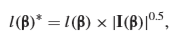 l(β)* = l(β) × |I(β)|^0.5,